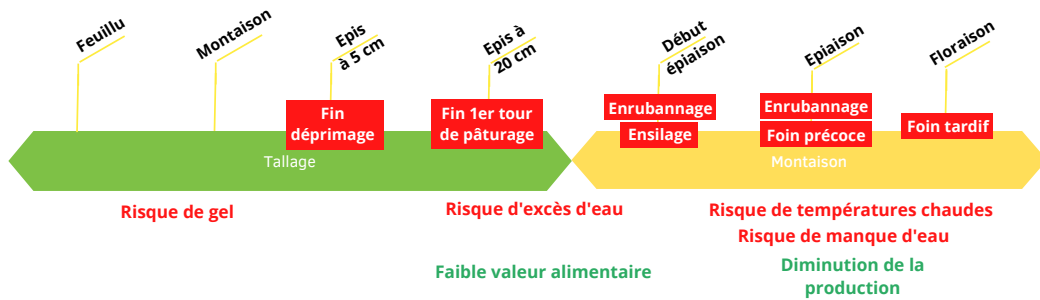 Feuillu
Montaison
Epis
à 5 cm
Epis à
20 cm
Début
épiaison
Epiaison
Floraison
Fin
déprimage
Fin 1er tour
de pâturage
Enrubannage
Ensilage
Enrubannage
Foin précoce
Foin tardif
Tallage
Montaison
Risque de gel
Risque d'excès d'eau
Risque de températures chaudes
Risque de manque d'eau
Faible valeur alimentaire
Diminution de la
production